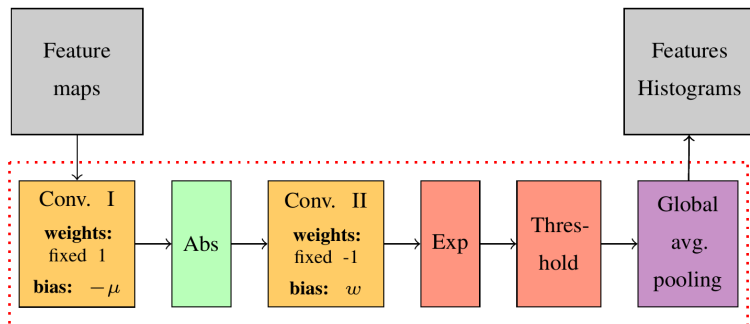 Feature
maps
Features
Histograms
Conv. I
weights:
fixed 1
bias: −μ
Abs
Conv. II
weights:
fixed -1
bias: w
Exp
Thres-
hold
Global
avg.
pooling